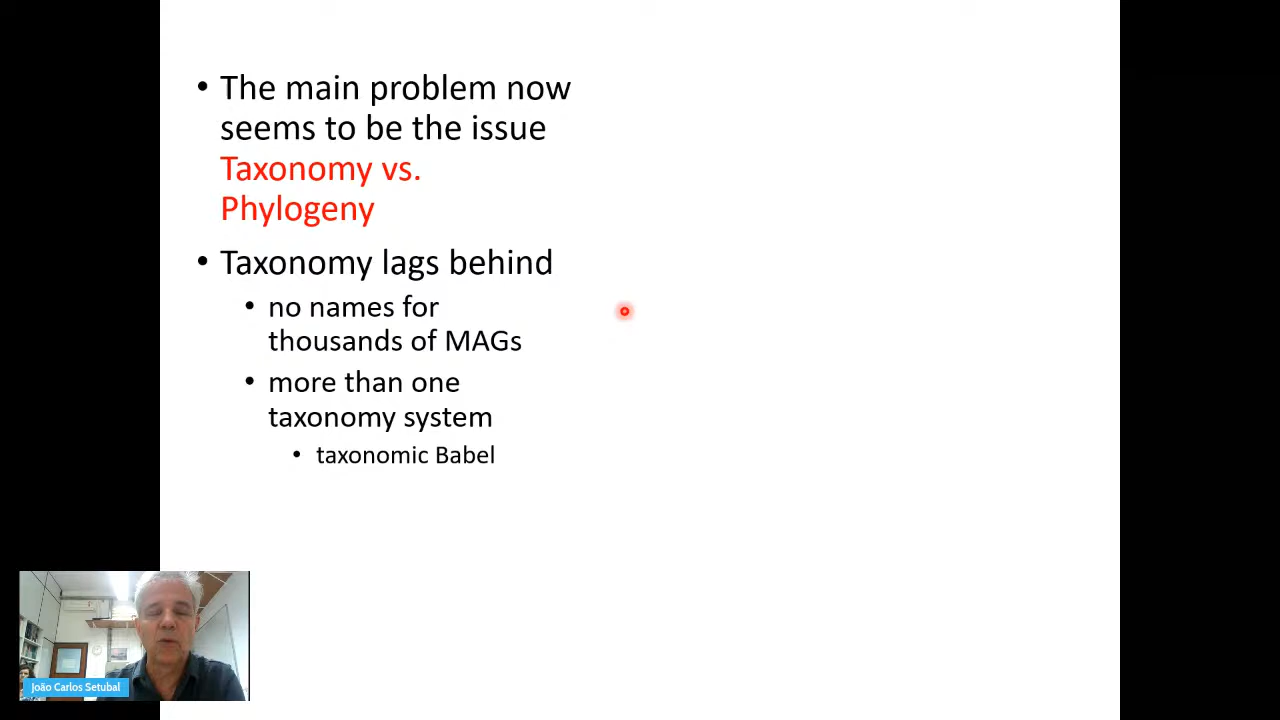 • The main problem now
seems to be the issue
Taxonomy vs.
Phylogeny
• Taxonomy lags behind
• no names for
thousands of MAGs
• more than one
taxonomy system
• taxonomic Babel
João Carlos Setubal